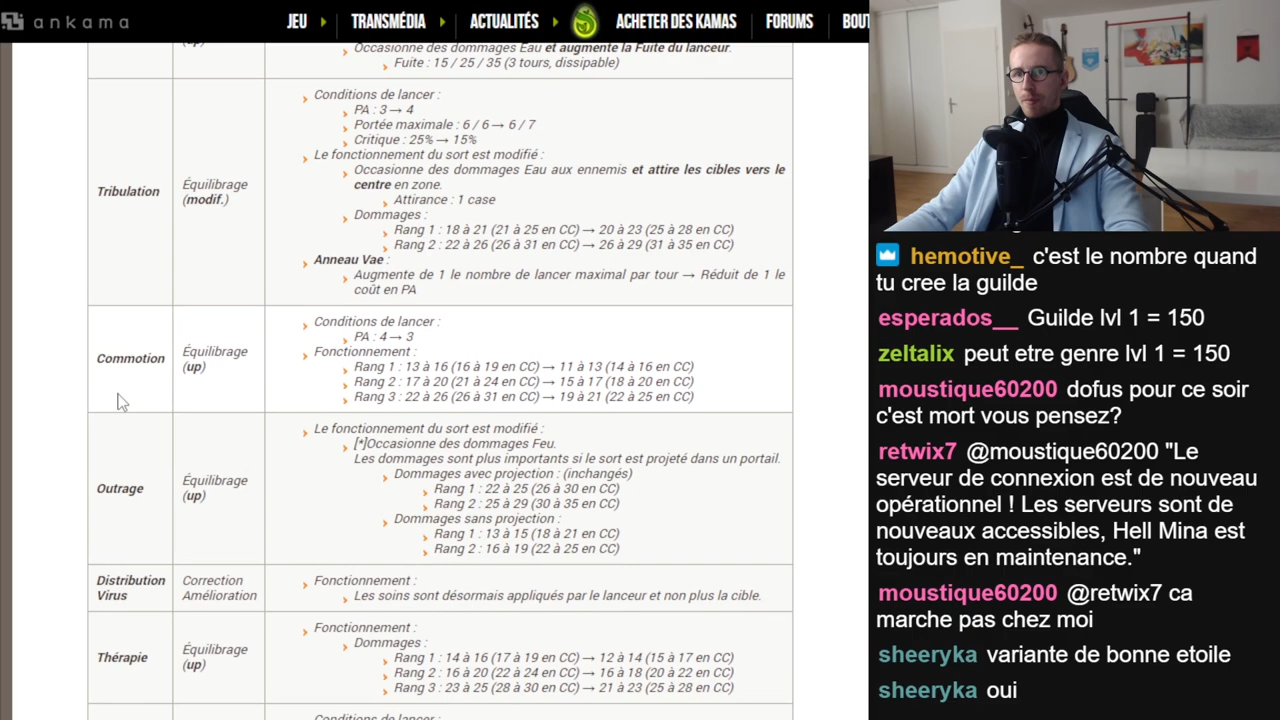 ankama
JEU
TRANSMÉDIA
ACTUALITÉS
ACHETER DES KAMAS
FORUMS
BOUT
Occasionne des dommages Eau et augmente la Fuite du lanceur.
Fuite : 15 / 25 / 35 (3 tours, dissipable)
Tribulation
Équilibrage
(modif.)
Conditions de lancer :
PA : 3 → 4
Portée maximale : 6 / 6 → 6 / 7
Critique : 25% → 15%
Le fonctionnement du sort est modifié :
Occasionne des dommages Eau aux ennemis et attire les cibles vers le
centre en zone.
Attirance : 1 case
Dommages :
Rang 1 : 18 à 21 (21 à 25 en CC) → 20 à 23 (25 à 28 en CC)
Rang 2 : 22 à 26 (26 à 31 en CC) → 26 à 29 (31 à 35 en CC)
Anneau Vae :
Augmente de 1 le nombre de lancer maximal par tour → Réduit de 1 le
coût en PA
Commotion
Équilibrage
(up)
Conditions de lancer :
PA : 4 → 3
Fonctionnement :
Rang 1 : 13 à 16 (16 à 19 en CC) → 11 à 13 (14 à 16 en CC)
Rang 2 : 17 à 20 (21 à 24 en CC) → 15 à 17 (18 à 20 en CC)
Rang 3 : 22 à 26 (26 à 31 en CC) → 19 à 21 (22 à 25 en CC)
Outrage
Équilibrage
(up)
Le fonctionnement du sort est modifié :
[*]Occasionne des dommages Feu.
Les dommages sont plus importants si le sort est projeté dans un portail.
Dommages avec projection : (inchangés)
Rang 1 : 22 à 25 (26 à 30 en CC)
Rang 2 : 25 à 29 (30 à 35 en CC)
Dommages sans projection :
Rang 1 : 13 à 15 (18 à 21 en CC)
Rang 2 : 16 à 19 (22 à 25 en CC)
Distribution
Virus
Correction
Amélioration
Fonctionnement :
Les soins sont désormais appliqués par le lanceur et non plus la cible.
Thérapie
Équilibrage
(up)
Fonctionnement :
Dommages :
Rang 1 : 14 à 16 (17 à 19 en CC) → 12 à 14 (15 à 17 en CC)
Rang 2 : 16 à 20 (22 à 24 en CC) → 16 à 18 (20 à 22 en CC)
Rang 3 : 23 à 25 (28 à 30 en CC) → 21 à 23 (25 à 28 en CC)
Conditions de lancer :
hemotive_ c'est le nombre quand
tu cree la guilde
esperados__ Guilde lvl 1 = 150
zeltalix peut etre genre lvl 1 = 150
moustique60200 dofus pour ce soir
c'est mort vous pensez?
retwix7 @moustique60200 "Le
serveur de connexion est de nouveau
opérationnel ! Les serveurs sont de
nouveaux accessibles, Hell Mina est
toujours en maintenance."
moustique60200 @retwix7 ca
marche pas chez moi
sheeryka variante de bonne etoile
sheeryka oui